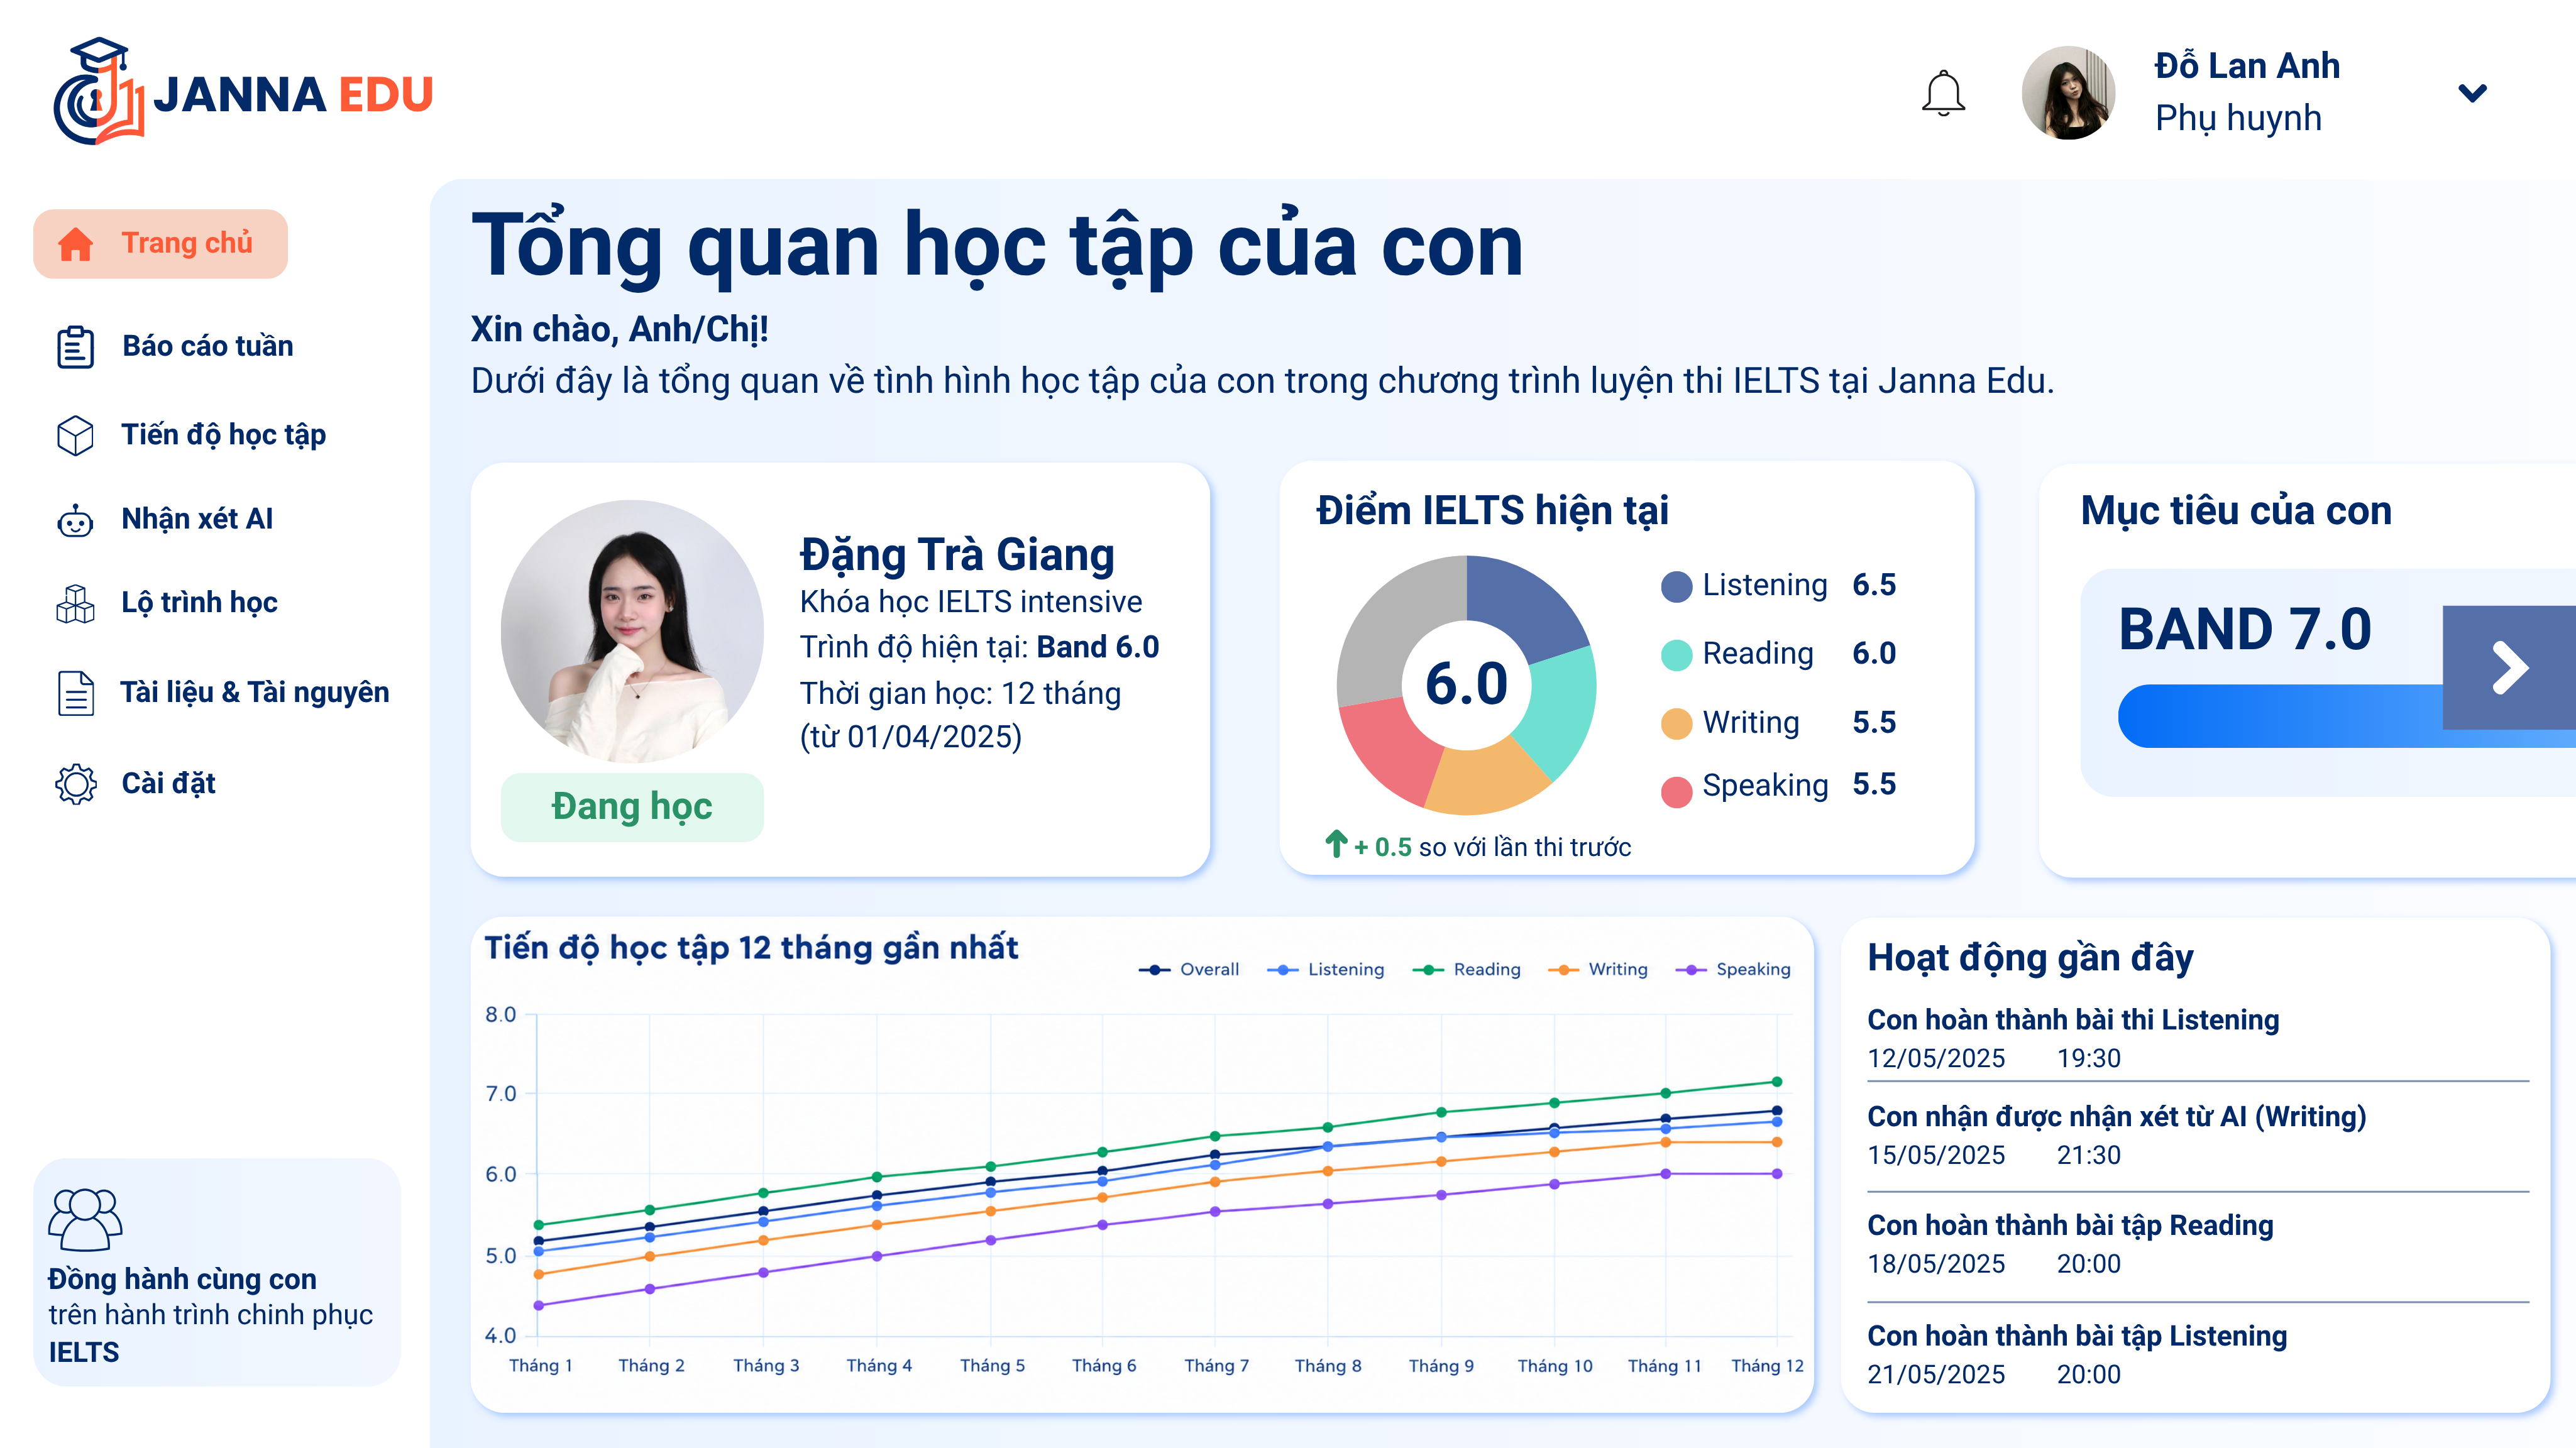 JANNA EDU
Đỗ Lan Anh
Phụ huynh
Trang chủ
Báo cáo tuần
Tiến độ học tập
Nhận xét AI
Lộ trình học
Tài liệu & Tài nguyên
Cài đặt
Đồng hành cùng con
trên hành trình chinh phục
IELTS
Tổng quan học tập của con
Xin chào, Anh/Chị!
Dưới đây là tổng quan về tình hình học tập của con trong chương trình luyện thi IELTS tại Janna Edu.
Đặng Trà Giang
Khóa học IELTS intensive
Trình độ hiện tại: Band 6.0
Thời gian học: 12 tháng
(từ 01/04/2025)
Đang học
Điểm IELTS hiện tại
6.0
Listening 6.5
Reading 6.0
Writing 5.5
Speaking 5.5
+ 0.5 so với lần thi trước
Mục tiêu của con
BAND 7.0
Tiến độ học tập 12 tháng gần nhất
Overall Listening Reading Writing Speaking
8.0
7.0
6.0
5.0
4.0
Tháng 1 Tháng 2 Tháng 3 Tháng 4 Tháng 5 Tháng 6 Tháng 7 Tháng 8 Tháng 9 Tháng 10 Tháng 11 Tháng 12
Hoạt động gần đây
Con hoàn thành bài thi Listening
12/05/2025 19:30
Con nhận được nhận xét từ AI (Writing)
15/05/2025 21:30
Con hoàn thành bài tập Reading
18/05/2025 20:00
Con hoàn thành bài tập Listening
21/05/2025 20:00